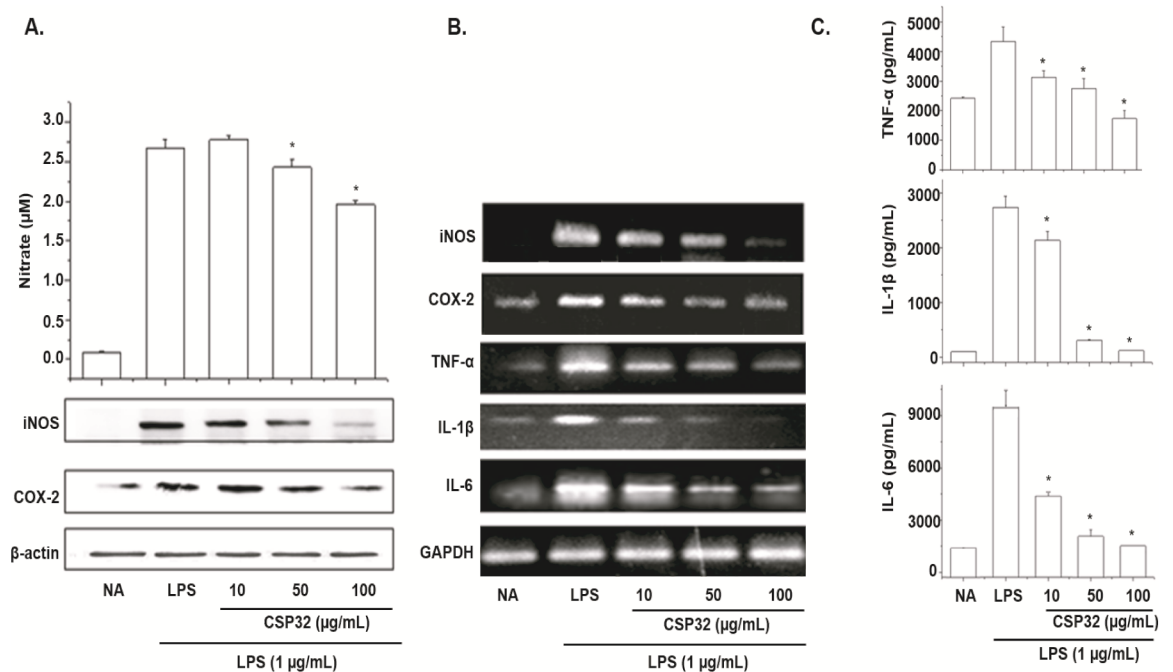 A.
Nitrate (µM)
3.0
2.5
2.0
2.5
1.0
2.5
0.0
*
*
iNOS
COX-2
β-actin
NA LPS 10 50 100
CSP32 (µg/mL)
LPS (1 µg/mL)
B.
iNOS
COX-2
TNF-α
IL-1β
IL-6
GAPDH
NA LPS 10 50 100
CSP32 (µg/mL)
LPS (1 µg/mL)
C.
TNF-α (pg/mL)
5000
4000
3000
2000
1000
0
* * *
IL-1β (pg/mL)
3000
2000
1000
0
* * *
IL-6 (pg/mL)
9000
6000
3000
0
* * *
NA LPS 10 50 100
CSP32 (µg/mL)
LPS (1 µg/mL)